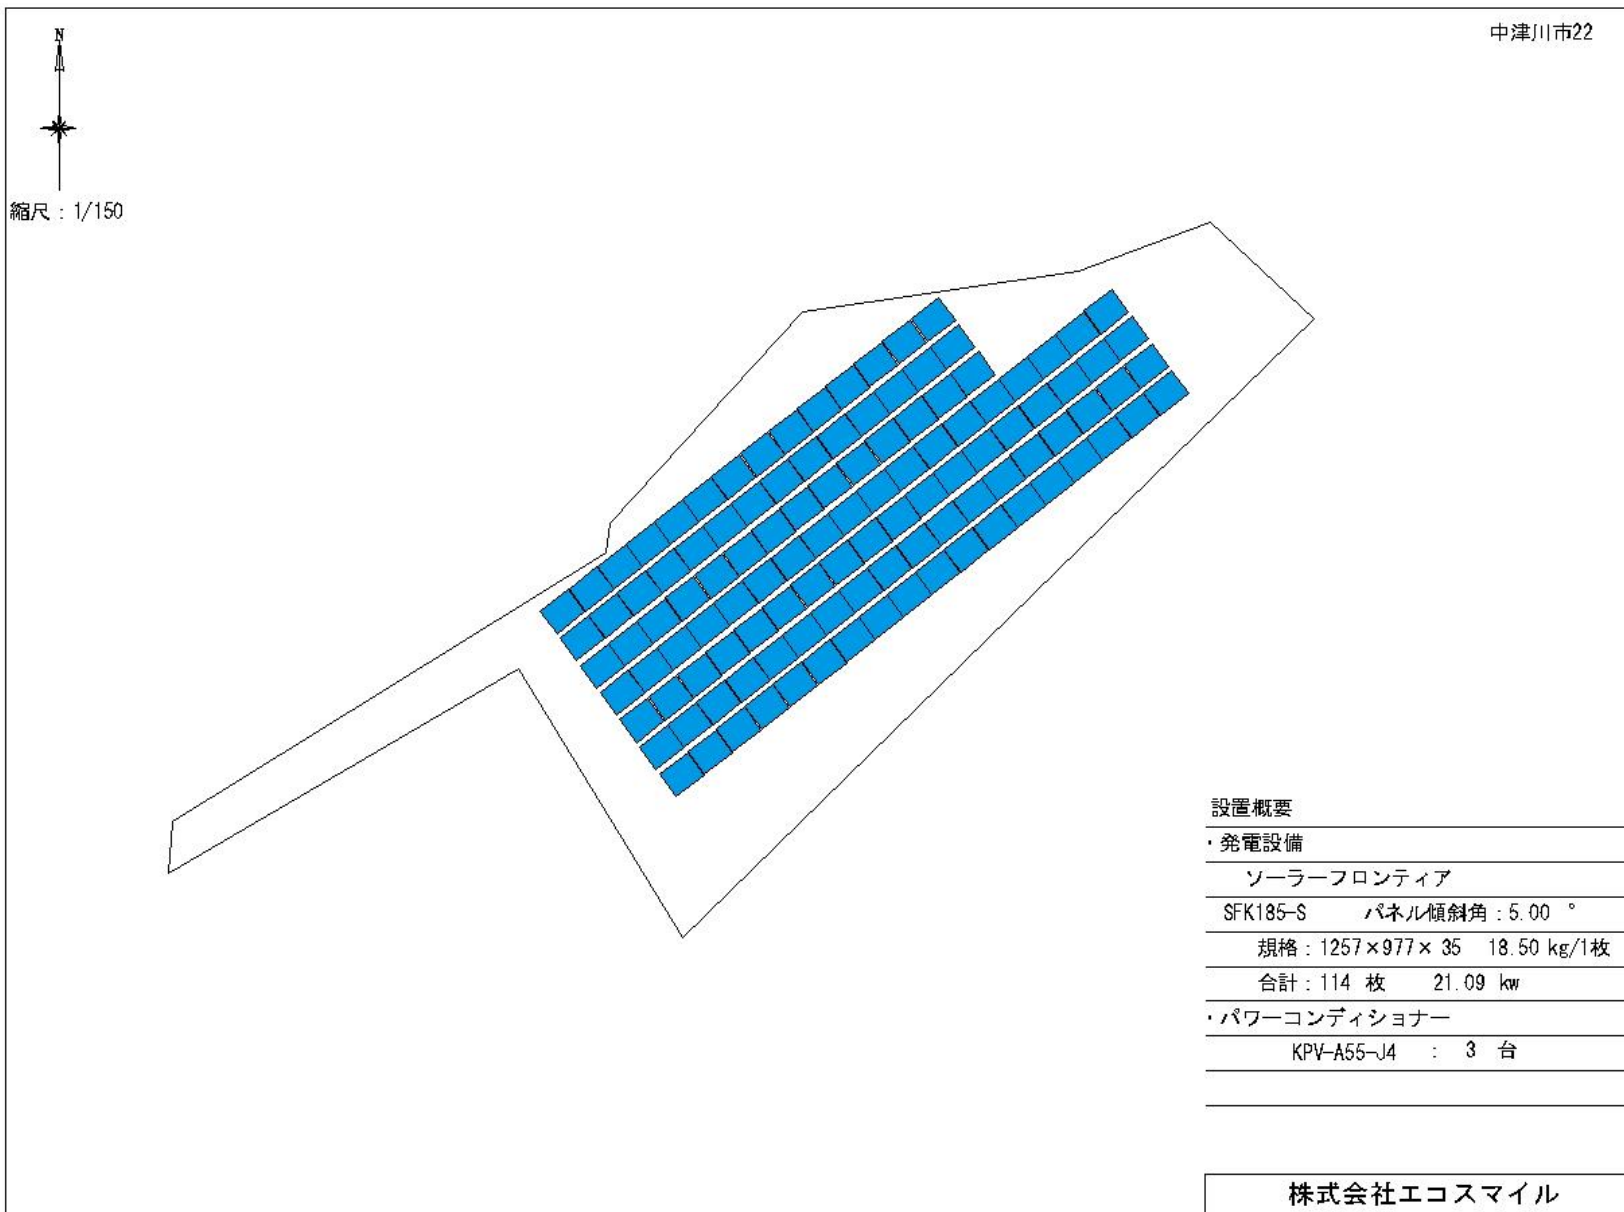 中津川市22
N
縮尺：1/150
設置概要
・発電設備
ソーラーフロンティア
SFK185-S パネル傾斜角：5.00 °
規格：1257×977× 35 18.50 kg/1枚
合計：114 枚 21.09 kw
・パワーコンディショナー
KPV-A55-J4 ： 3 台
株式会社エコスマイル